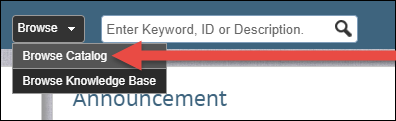 Browse
Enter Keyword, ID or Description.
Browse Catalog
Browse Knowledge Base
Announcement